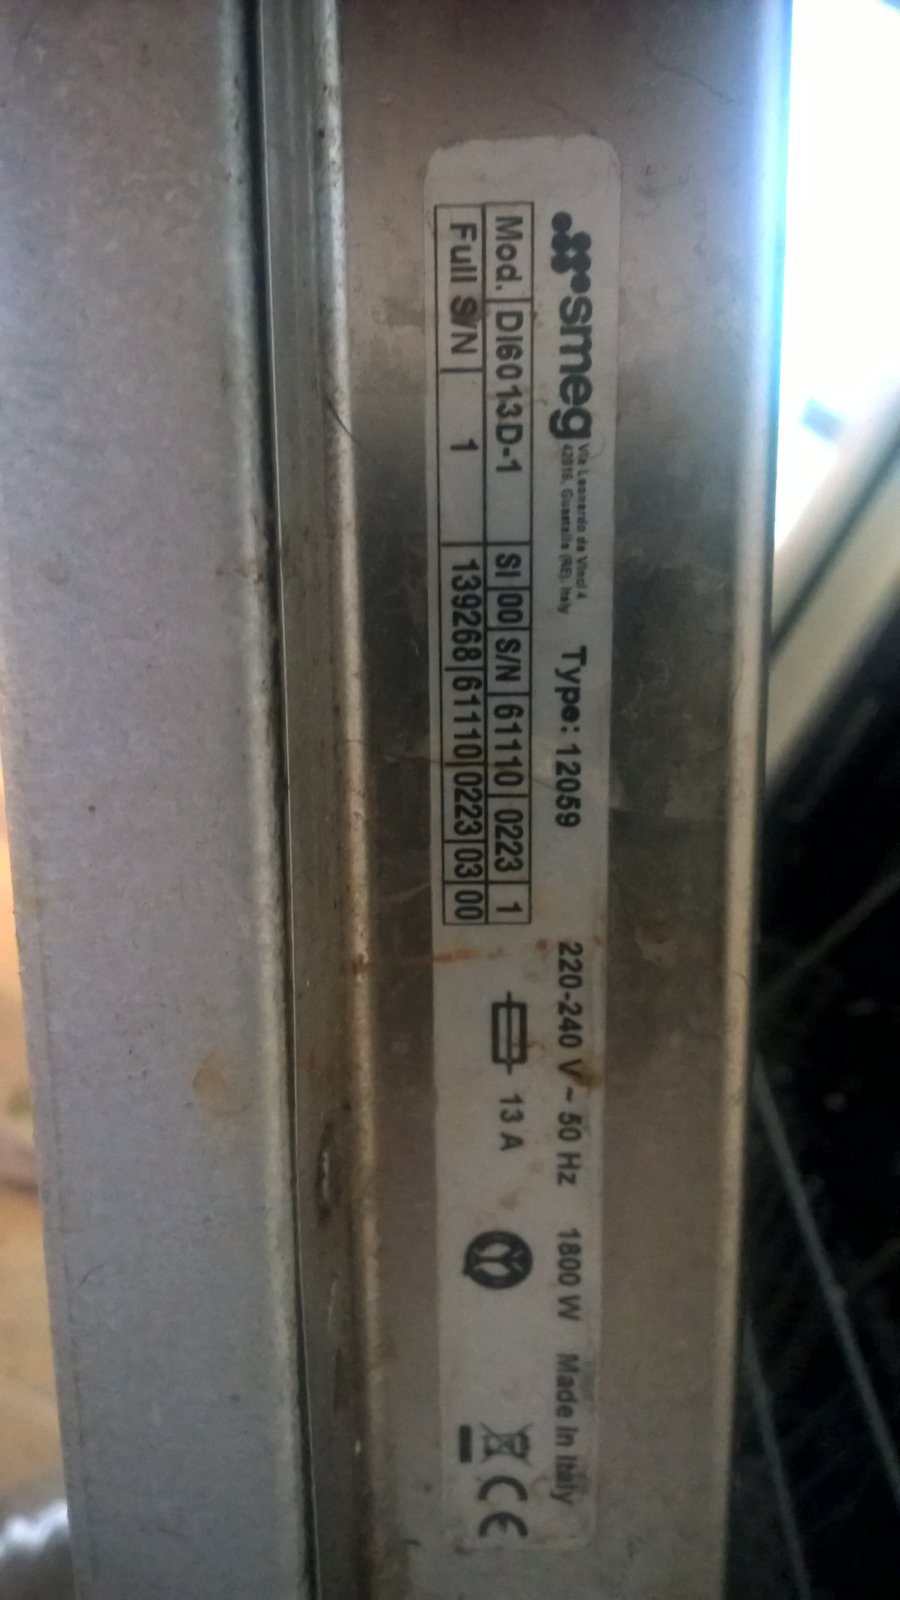 smeg
Via Leonardo da Vinci 4
42016, Guastalla (RE), Italy
Type: 12059
220-240 V ~ 50 Hz
1800 W
Made In Italy
Mod. DI6013D-1 SI 00 S/N 61110 0223 1
Full S/N 1 139268 61110 0223 03 00
13 A
CE